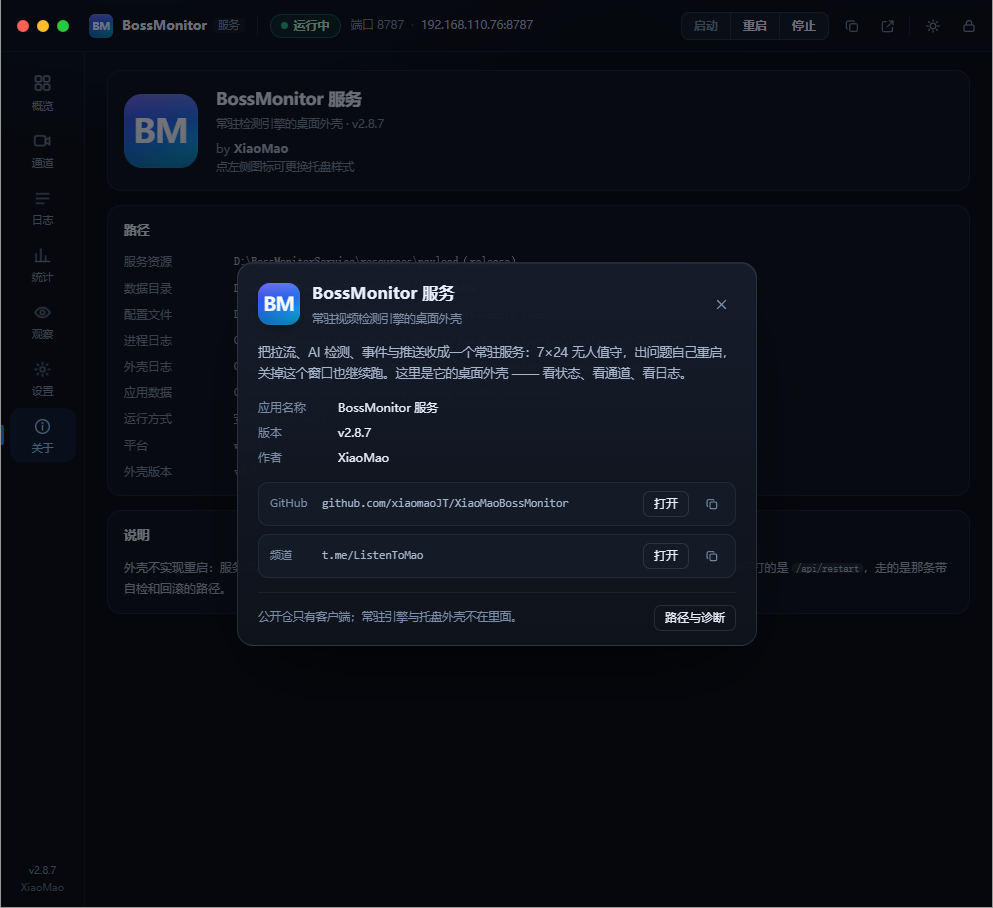 BM BossMonitor 服务 运行中 端口 8787 · 192.168.110.76:8787 启动 重启 停止
概览
通道
日志
统计
观察
设置
关于
v2.8.7
XiaoMao
BM
BossMonitor 服务
常驻检测引擎的桌面外壳 · v2.8.7
by XiaoMao
点左侧图标可更换托盘样式
路径
服务资源 D:\BossMonitorService\resources\payload (release)
数据目录
配置文件
进程日志
外壳日志
应用数据
运行方式
平台
外壳版本
说明
外壳不实现重启：服务
打的是 /api/restart，走的是那条带
自检和回滚的路径。
BM
BossMonitor 服务
常驻视频检测引擎的桌面外壳
把拉流、AI 检测、事件与推送收成一个常驻服务：7×24 无人值守，出问题自己重启，
关掉这个窗口也继续跑。这里是它的桌面外壳 —— 看状态、看通道、看日志。
应用名称 BossMonitor 服务
版本 v2.8.7
作者 XiaoMao
GitHub github.com/xiaomaoJT/XiaoMaoBossMonitor 打开
频道 t.me/ListenToMao 打开
公开仓只有客户端；常驻引擎与托盘外壳不在里面。 路径与诊断